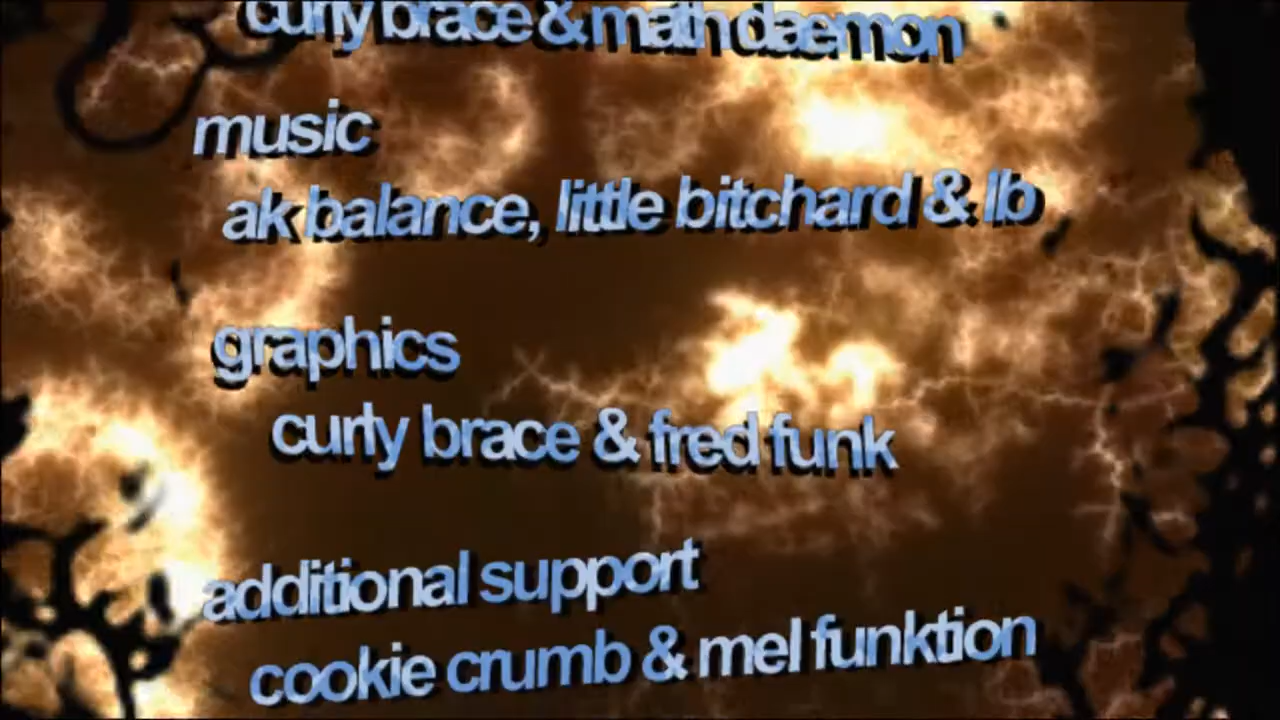 curly brace & math daemon
music
ak balance, little bitchard & lb
graphics
curly brace & fred funk
additional support
cookie crumb & mel funktion